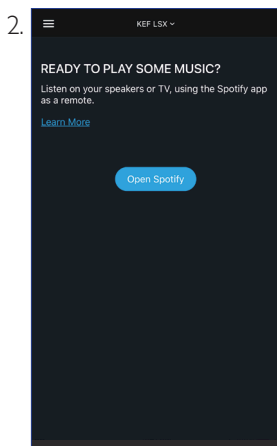 2.
KEF LSX
READY TO PLAY SOME MUSIC?
Listen on your speakers or TV, using the Spotify app
as a remote.
Learn More
Open Spotify